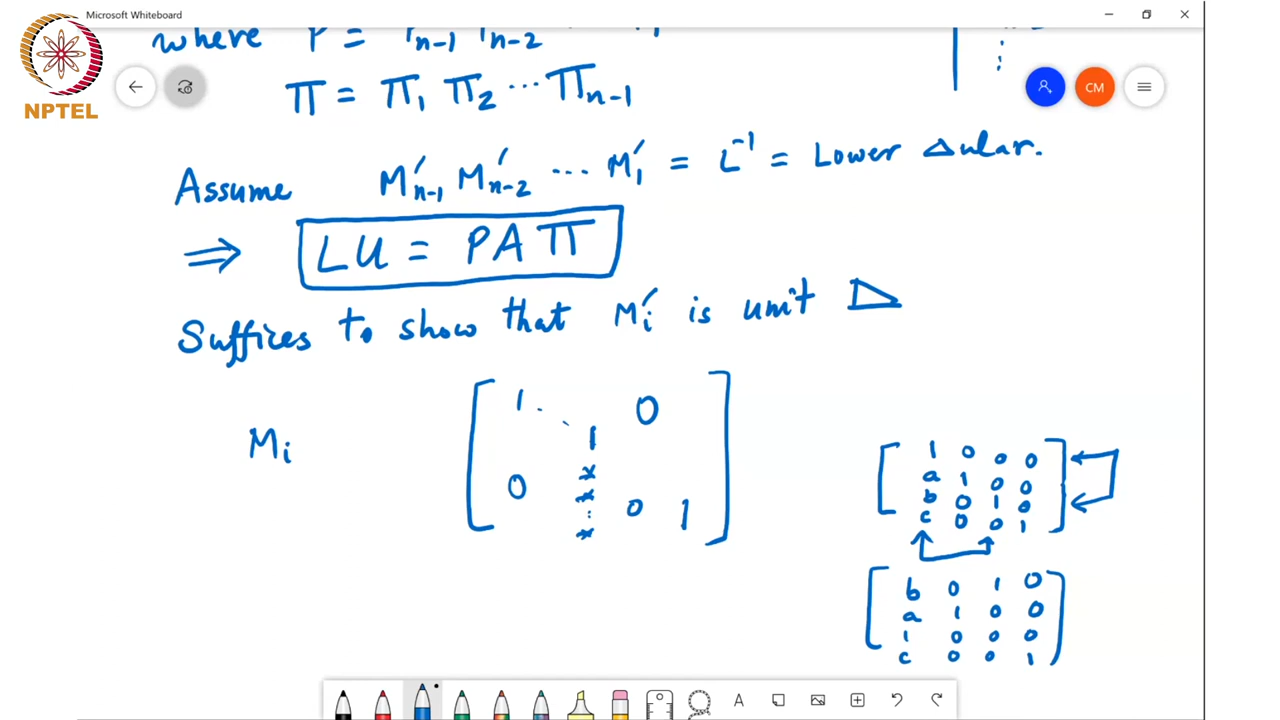 Microsoft Whiteboard
NPTEL
CM
where P = P_{n-1} P_{n-2}
Π = Π_1 Π_2 ... Π_{n-1}
Assume M'_{n-1} M'_{n-2} ... M'_1 = L^{-1} = Lower Δular.
⇒ LU = PAΠ
Suffices to show that M'_i is unit ◺
M_i
1 . . 0
1
*
0 *
: 0 1
*
1 0 0 0
a 1 0 0
b 0 1 0
c 0 0 1
b 0 1 0
a 1 0 0
1 0 0 0
c 0 0 1
A